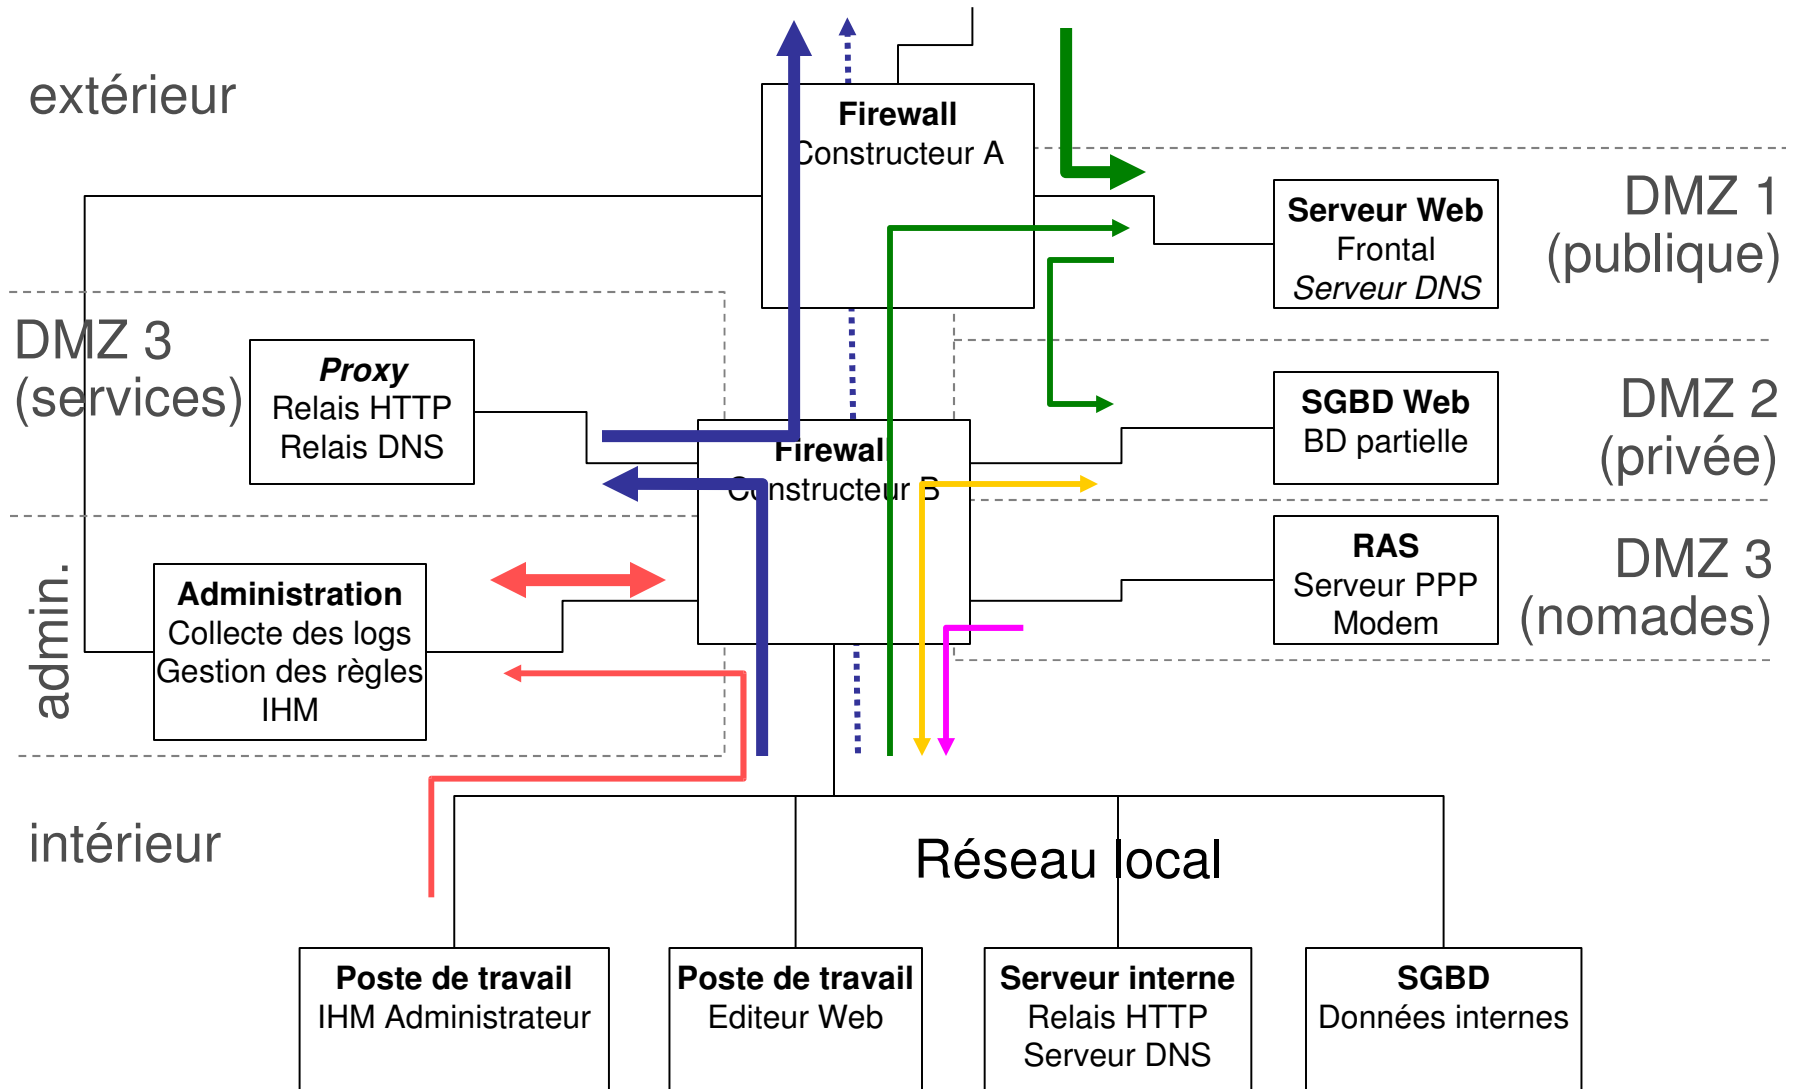 extérieur
Firewall
Constructeur A
Serveur Web
Frontal
Serveur DNS
DMZ 1
(publique)
DMZ 3
(services)
Proxy
Relais HTTP
Relais DNS
Firewall
Constructeur B
SGBD Web
BD partielle
DMZ 2
(privée)
admin.
Administration
Collecte des logs
Gestion des règles
IHM
RAS
Serveur PPP
Modem
DMZ 3
(nomades)
intérieur
Réseau local
Poste de travail
IHM Administrateur
Poste de travail
Editeur Web
Serveur interne
Relais HTTP
Serveur DNS
SGBD
Données internes